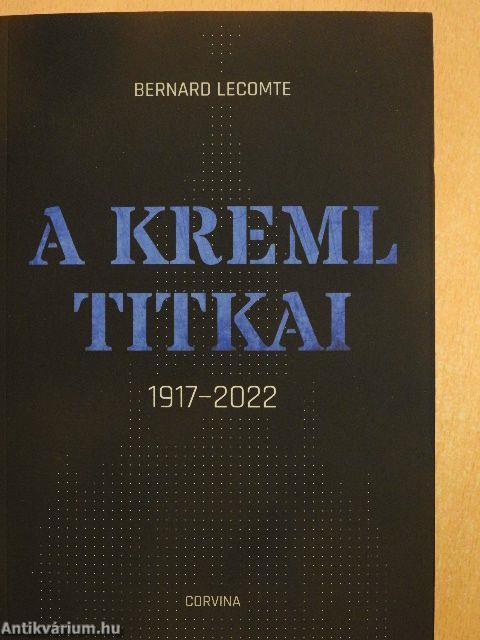 BERNARD LECOMTE
A KREML
TITKAI
1917–2022
CORVINA
Antikvárium.hu